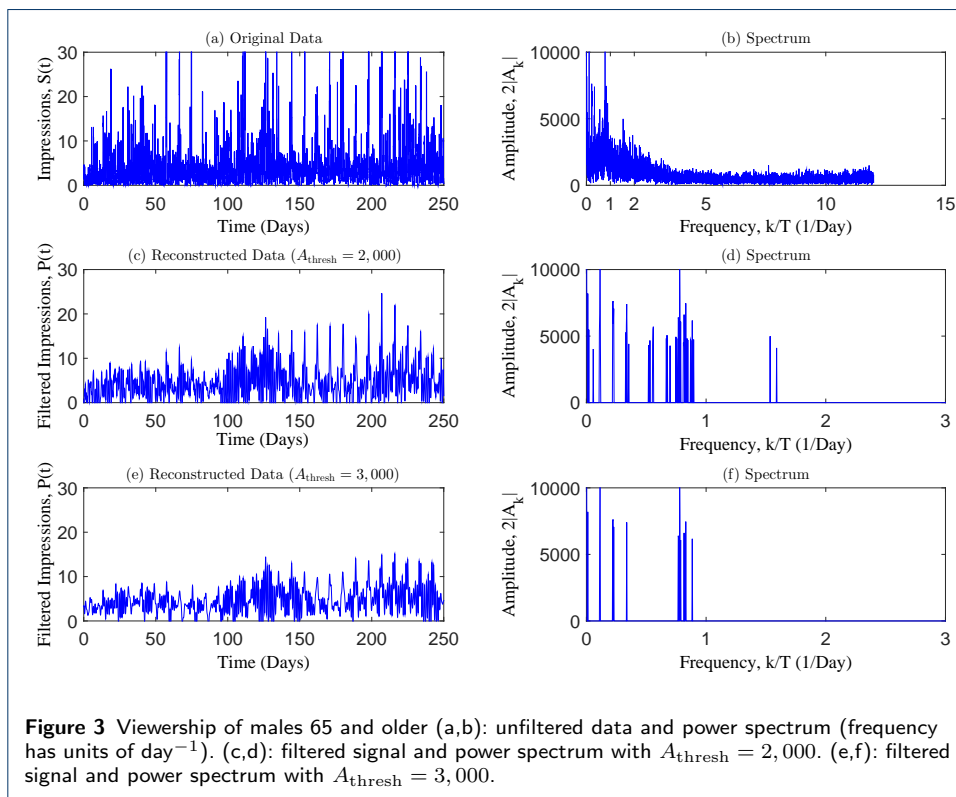 (a) Original Data
30
20
10
0
Impressions, S(t)
0 50 100 150 200 250
Time (Days)
(b) Spectrum
10000
5000
0
Amplitude, 2|A_k|
0 1 2 5 10 15
Frequency, k/T (1/Day)
(c) Reconstructed Data (A_thresh = 2,000)
30
20
10
0
Filtered Impressions, P(t)
0 50 100 150 200 250
Time (Days)
(d) Spectrum
10000
5000
0
Amplitude, 2|A_k|
0 1 2 3
Frequency, k/T (1/Day)
(e) Reconstructed Data (A_thresh = 3,000)
30
20
10
0
Filtered Impressions, P(t)
0 50 100 150 200 250
Time (Days)
(f) Spectrum
10000
5000
0
Amplitude, 2|A_k|
0 1 2 3
Frequency, k/T (1/Day)
Figure 3 Viewership of males 65 and older (a,b): unfiltered data and power spectrum (frequency
has units of day⁻¹). (c,d): filtered signal and power spectrum with A_thresh = 2,000. (e,f): filtered
signal and power spectrum with A_thresh = 3,000.